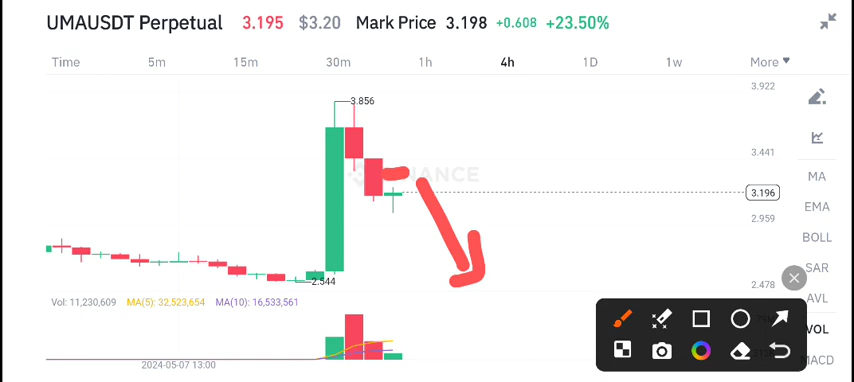 UMAUSDT Perpetual 3.195 $3.20 Mark Price 3.198 +0.608 +23.50%
Time 5m 15m 30m 1h 4h 1D 1w More
3.922
3.856
3.441
NANCE
MA
3.196
EMA
2.959
BOLL
SAR
2.544
2.478
AVL
Vol: 11,230,609 MA(5): 32,523,654 MA(10): 16,533,561
VOL
MACD
2024-05-07 13:00